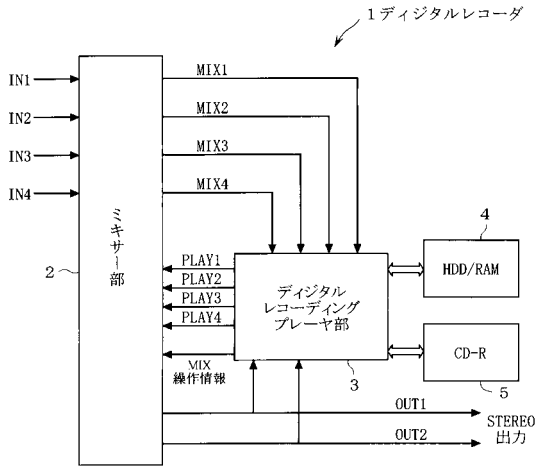 1ディジタルレコーダ
IN1
IN2
IN3
IN4
MIX1
MIX2
MIX3
MIX4
2
ミキサー部
PLAY1
PLAY2
PLAY3
PLAY4
MIX
操作情報
ディジタル
レコーディング
プレーヤ部
3
4
HDD/RAM
CD-R
5
OUT1
OUT2
STEREO
出力